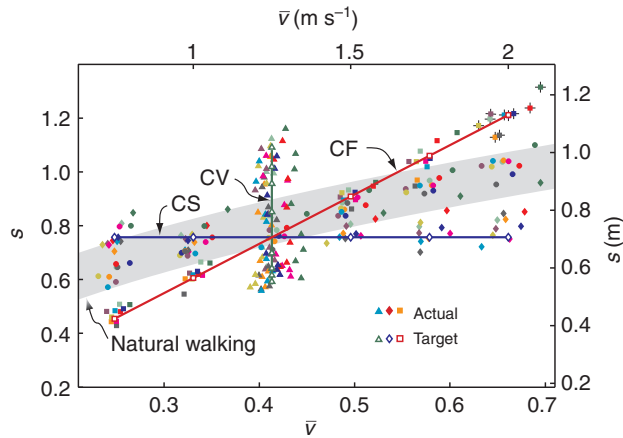 v̄ (m s⁻¹)
1 1.5 2
1.2
1.0
0.8
0.6
0.4
0.2
s
1.2
1.0
0.8
0.6
0.4
0.2
s (m)
CF
CV
CS
Natural walking
Actual
Target
0.3 0.4 0.5 0.6 0.7
v̄